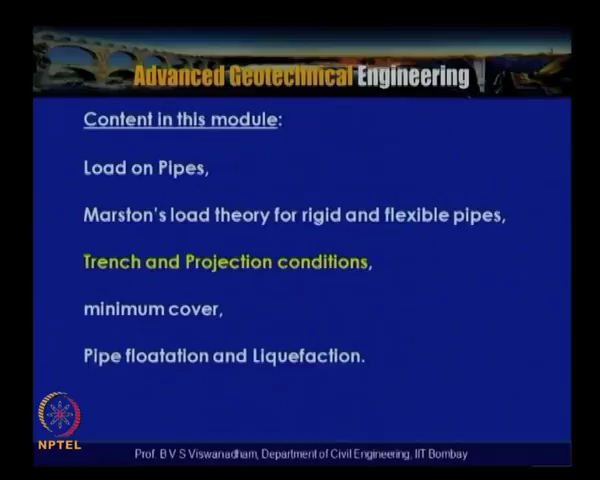 Advanced Geotechnical Engineering
Content in this module:
Load on Pipes,
Marston's load theory for rigid and flexible pipes,
Trench and Projection conditions,
minimum cover,
Pipe floatation and Liquefaction.
NPTEL
Prof. B V S Viswanadham, Department of Civil Engineering, IIT Bombay